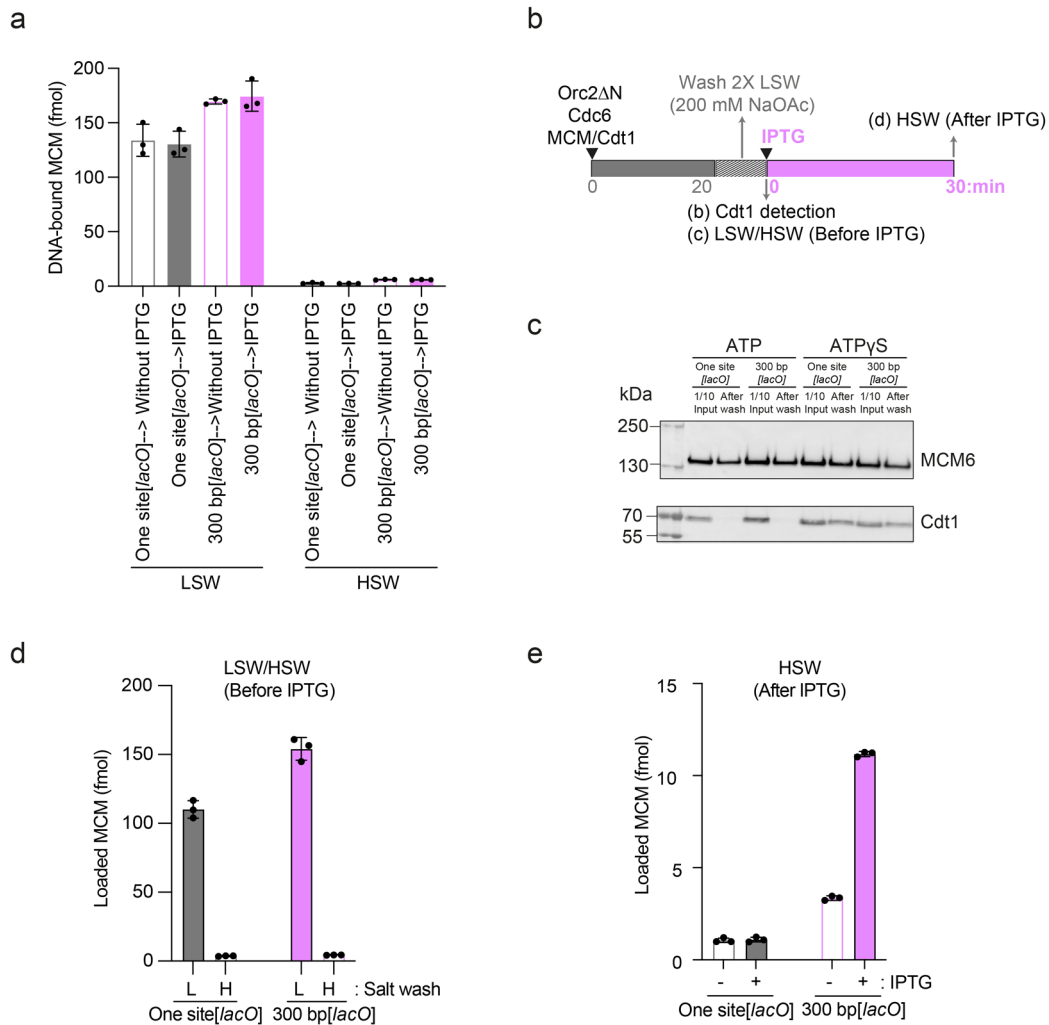 a
DNA-bound MCM (fmol)
200
150
100
50
0
One site[lacO]--> Without IPTG
One site[lacO]-->IPTG
300 bp[lacO]-->Without IPTG
300 bp[lacO]-->IPTG
One site[lacO]--> Without IPTG
One site[lacO]-->IPTG
300 bp[lacO]-->Without IPTG
300 bp[lacO]-->IPTG
LSW
HSW
b
Orc2ΔN
Cdc6
MCM/Cdt1
Wash 2X LSW
(200 mM NaOAc)
IPTG
(d) HSW (After IPTG)
0
20
0
30:min
(b) Cdt1 detection
(c) LSW/HSW (Before IPTG)
c
ATP
ATPγS
One site
[lacO]
300 bp
[lacO]
One site
[lacO]
300 bp
[lacO]
kDa
1/10 After 1/10 After 1/10 After 1/10 After
Input wash Input wash Input wash Input wash
250
130
MCM6
70
55
Cdt1
d
LSW/HSW
(Before IPTG)
Loaded MCM (fmol)
200
150
100
50
0
L H L H : Salt wash
One site[lacO] 300 bp[lacO]
e
HSW
(After IPTG)
Loaded MCM (fmol)
15
10
5
0
- + - + : IPTG
One site[lacO] 300 bp[lacO]